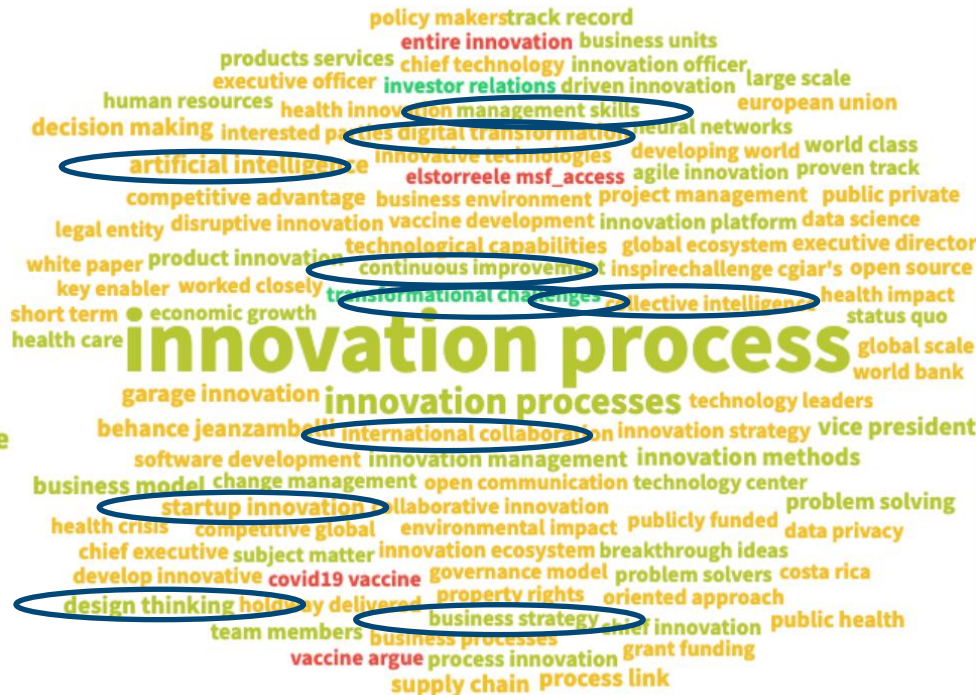 policy makers track record
entire innovation business units
products services chief technology innovation officer
executive officer investor relations driven innovation large scale
human resources health innovation management skills european union
decision making interested parties digital transformation neural networks world class
artificial intelligence innovative technologies developing world proven track
elstorreele msf_access agile innovation
competitive advantage business environment project management public private
legal entity disruptive innovation vaccine development innovation platform data science
technological capabilities global ecosystem executive director
white paper product innovation continuous improvement inspirechallenge cgiar's open source
key enabler worked closely transformational challenges collective intelligence health impact
short term economic growth status quo
health care innovation process global scale
world bank
garage innovation innovation processes technology leaders
behance jeanzambelli international collaboration innovation strategy vice president
software development innovation management innovation methods
business model change management open communication technology center
startup innovation collaborative innovation problem solving
health crisis competitive global environmental impact publicly funded data privacy
chief executive subject matter innovation ecosystem breakthrough ideas
develop innovative covid19 vaccine governance model problem solvers costa rica
design thinking holdway delivered property rights oriented approach
business strategy chief innovation public health
team members business processes
vaccine argue process innovation grant funding
supply chain process link